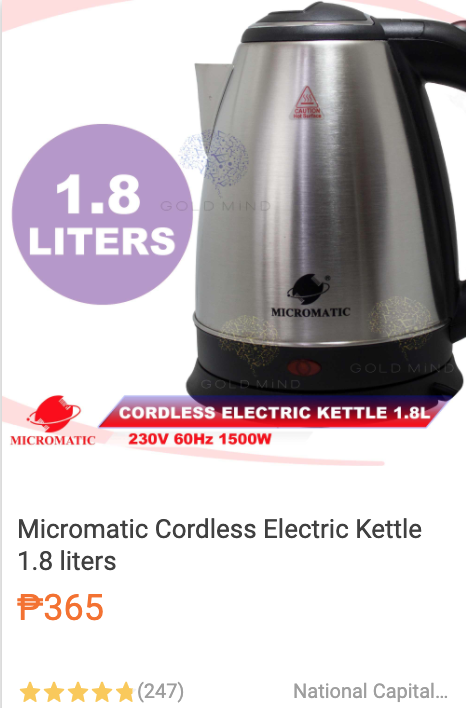 CAUTION
Hot Surface
1.8
LITERS
GOLD MIND
®
MICROMATIC
GOLD MIND
GOLD MIND
CORDLESS ELECTRIC KETTLE 1.8L
MICROMATIC
230V 60Hz 1500W
Micromatic Cordless Electric Kettle
1.8 liters
₱365
(247)
National Capital...